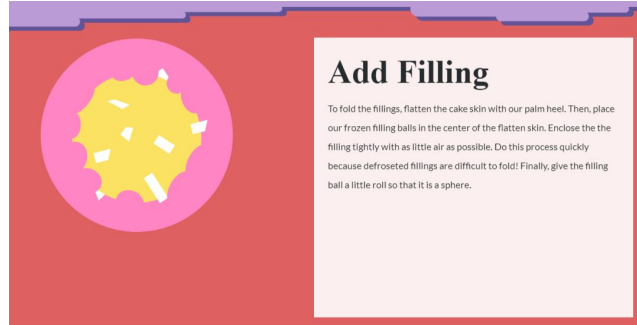 Add Filling
To fold the fillings, flatten the cake skin with our palm heel. Then, place
our frozen filling balls in the center of the flatten skin. Enclose the the
filling tightly with as little air as possible. Do this process quickly
because defroseted fillings are difficult to fold! Finally, give the filling
ball a little roll so that it is a sphere.